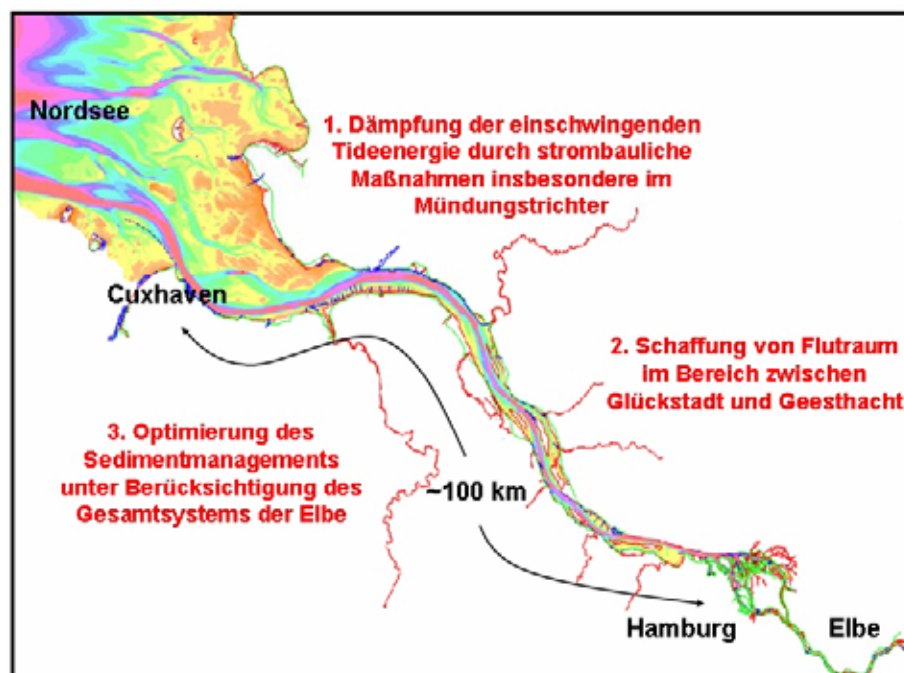 Nordsee
1. Dämpfung der einschwingenden
Tideenergie durch strombauliche
Maßnahmen insbesondere im
Mündungstrichter
Cuxhaven
2. Schaffung von Flutraum
im Bereich zwischen
Glückstadt und Geesthacht
3. Optimierung des
Sedimentmanagements
unter Berücksichtigung des
Gesamtsystems der Elbe
~100 km
Hamburg
Elbe